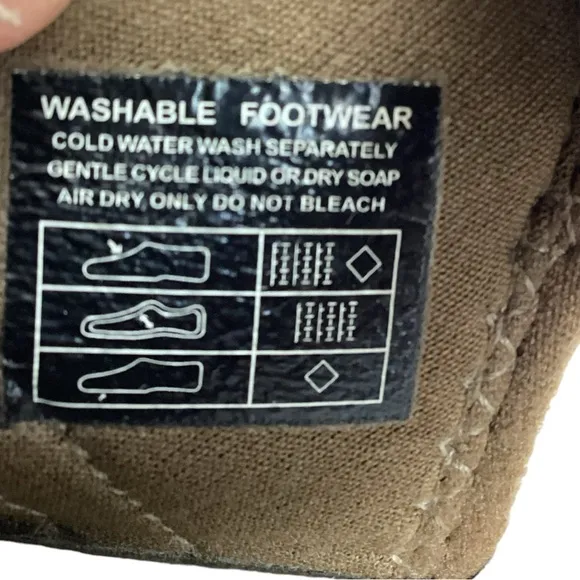 WASHABLE FOOTWEAR
COLD WATER WASH SEPARATELY
GENTLE CYCLE LIQUID OR DRY SOAP
AIR DRY ONLY DO NOT BLEACH